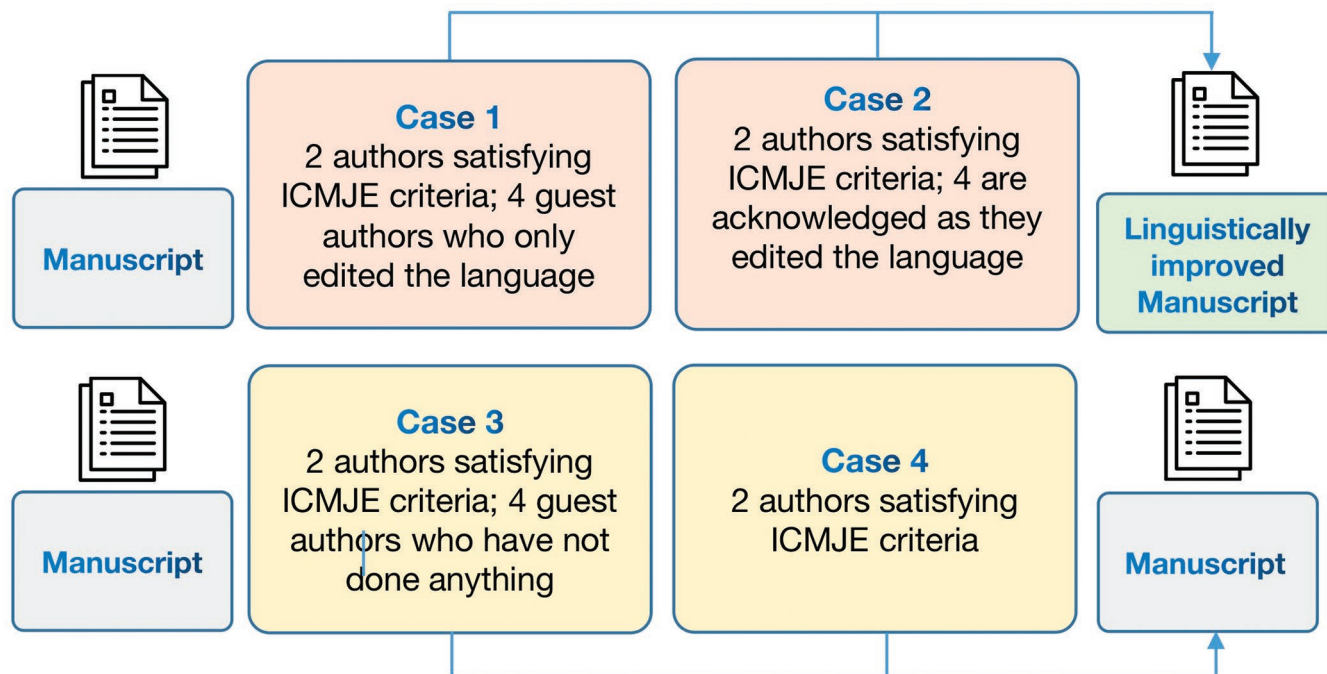 Manuscript
Case 1
2 authors satisfying
ICMJE criteria; 4 guest
authors who only
edited the language
Case 2
2 authors satisfying
ICMJE criteria; 4 are
acknowledged as they
edited the language
Linguistically
improved
Manuscript
Manuscript
Case 3
2 authors satisfying
ICMJE criteria; 4 guest
authors who have not
done anything
Case 4
2 authors satisfying
ICMJE criteria
Manuscript